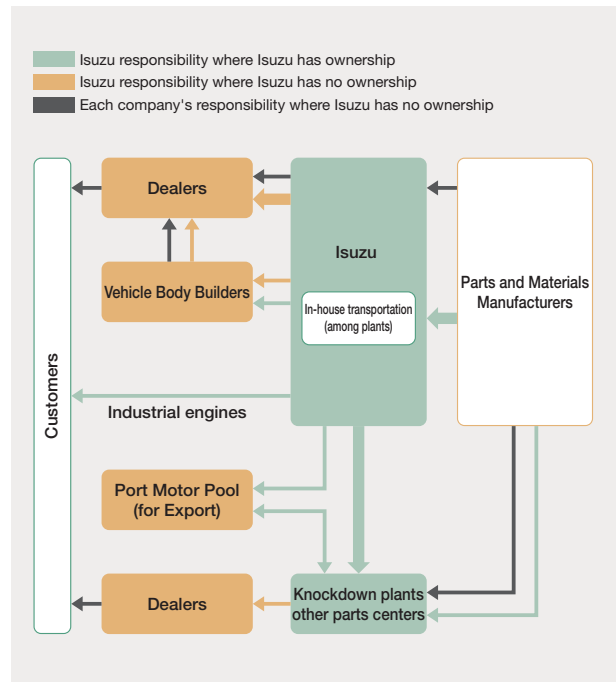 Isuzu responsibility where Isuzu has ownership
Isuzu responsibility where Isuzu has no ownership
Each company's responsibility where Isuzu has no ownership
Dealers
Isuzu
Parts and Materials
Manufacturers
Vehicle Body Builders
In-house transportation
(among plants)
Customers
Industrial engines
Port Motor Pool
(for Export)
Knockdown plants
other parts centers
Dealers